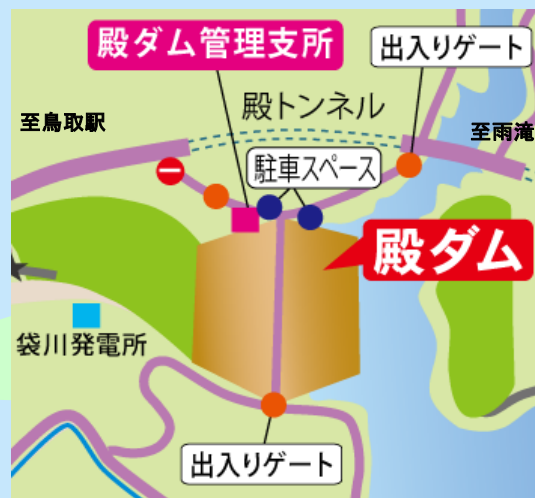 殿ダム管理支所
出入りゲート
殿トンネル
至鳥取駅
至雨滝
駐車スペース
殿ダム
袋川発電所
出入りゲート